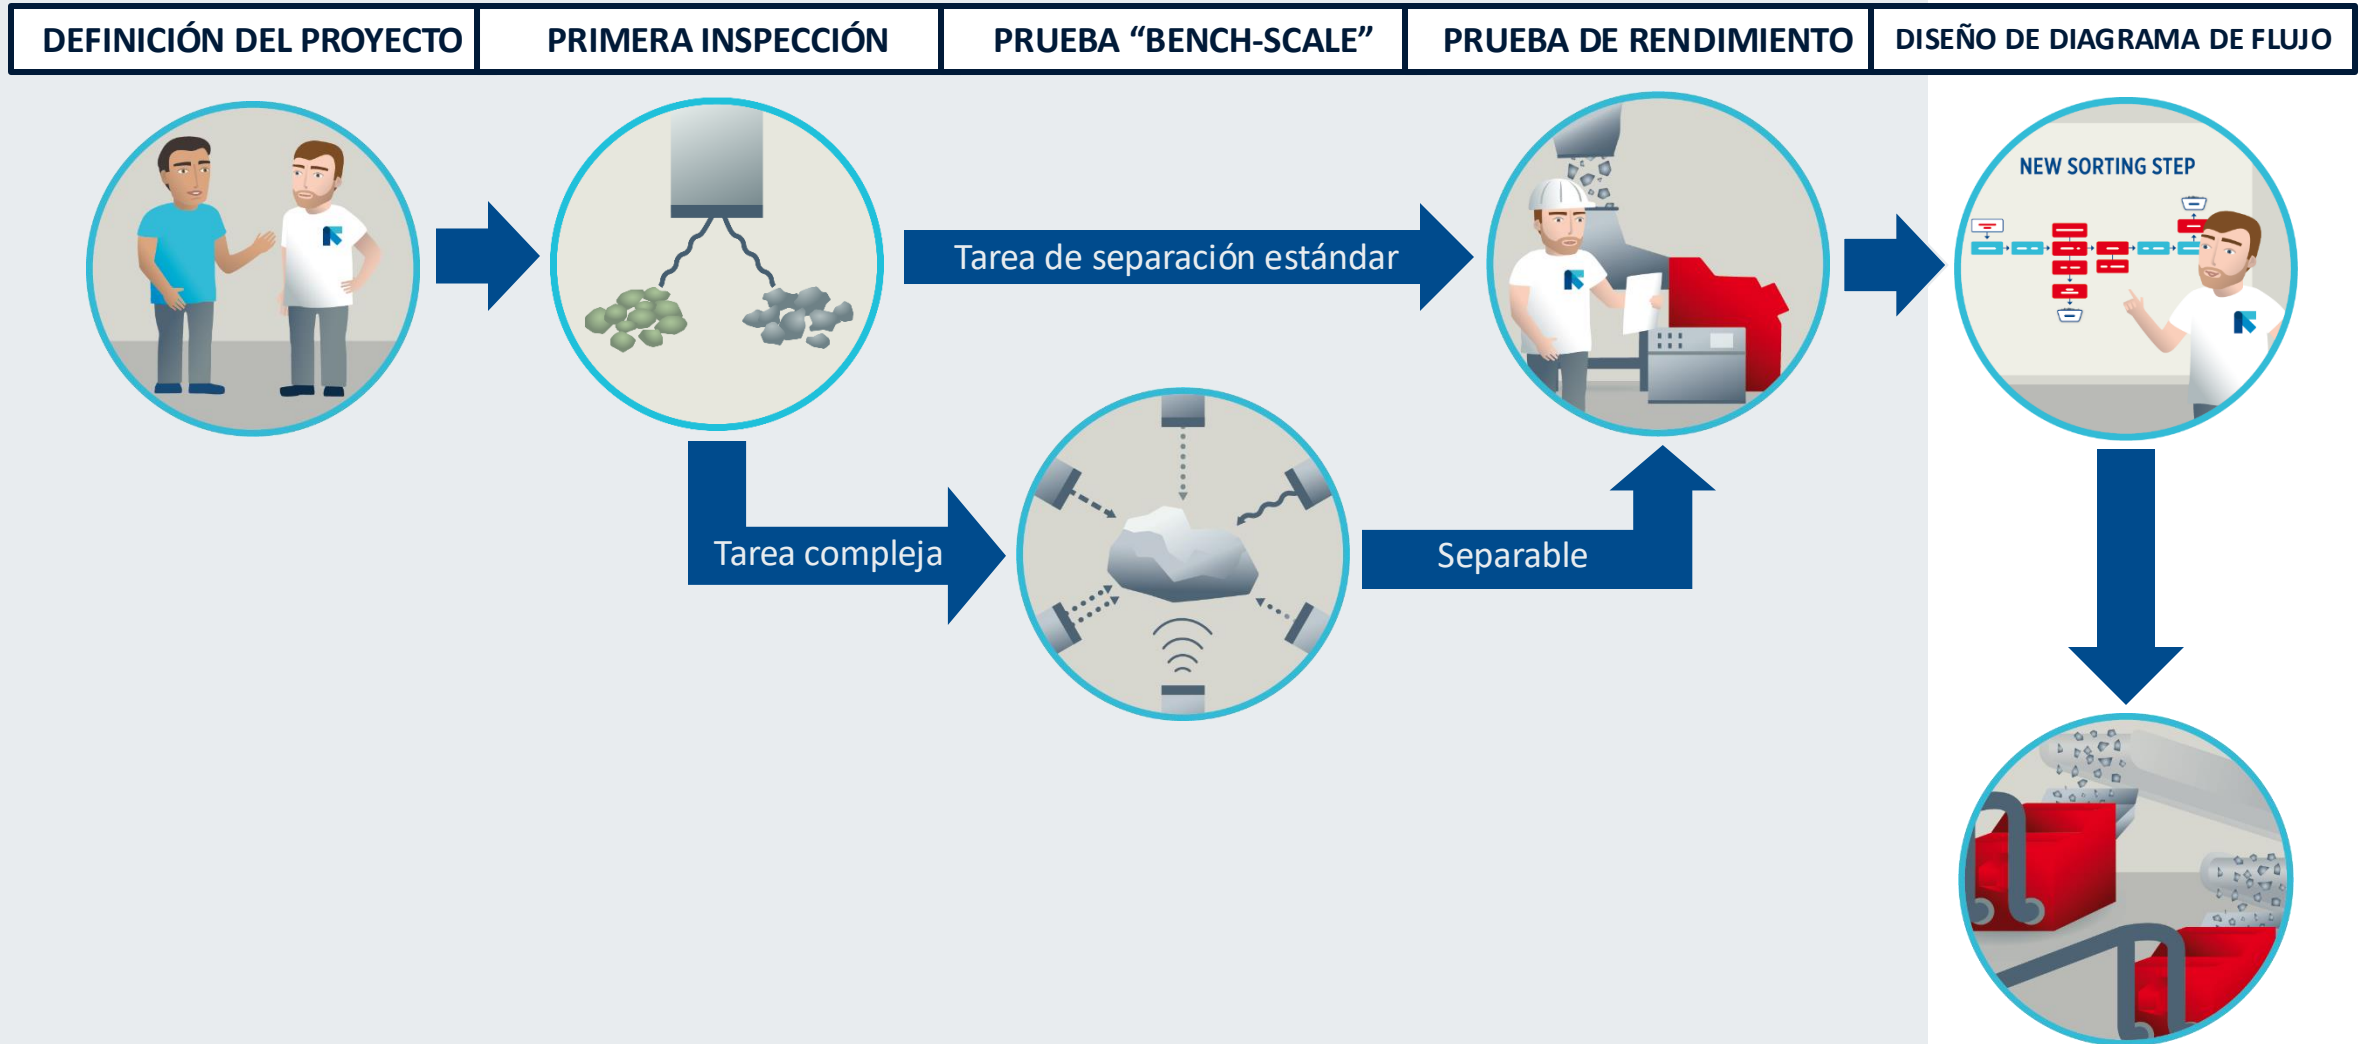 DEFINICIÓN DEL PROYECTO
PRIMERA INSPECCIÓN
PRUEBA “BENCH-SCALE”
PRUEBA DE RENDIMIENTO
DISEÑO DE DIAGRAMA DE FLUJO
NEW SORTING STEP
Tarea de separación estándar
Tarea compleja
Separable